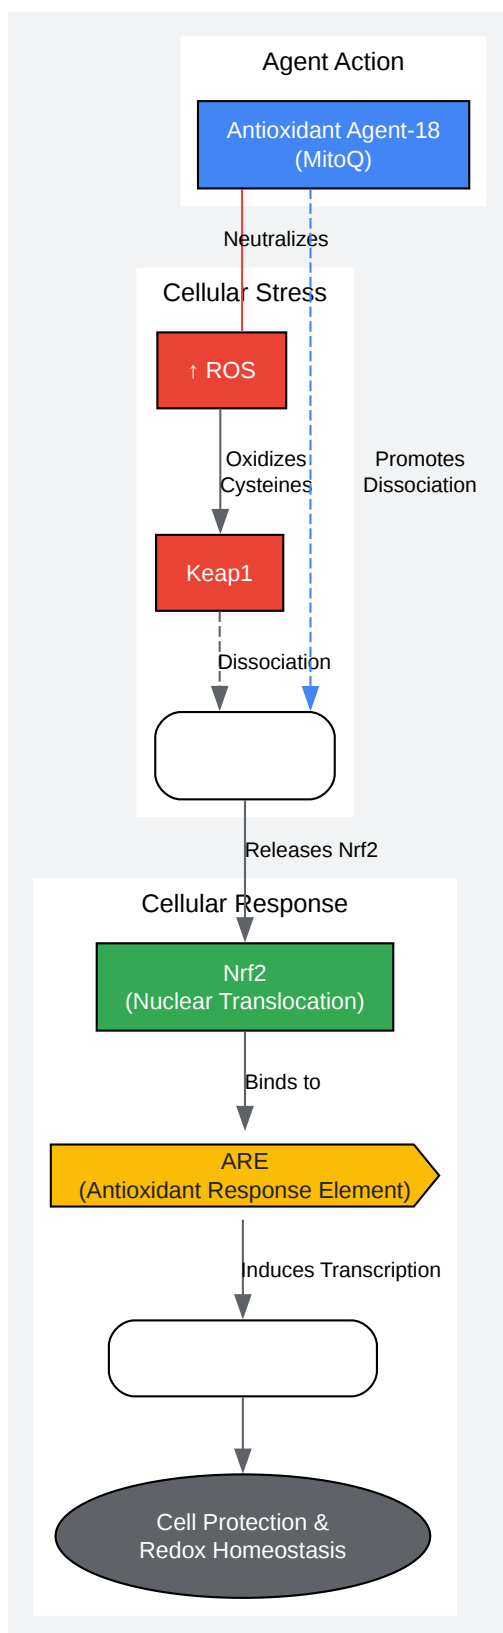 Agent Action
Antioxidant Agent-18
(MitoQ)
Neutralizes
Cellular Stress
↑ ROS
Oxidizes
Cysteines
Promotes
Dissociation
Keap1
Dissociation
Releases Nrf2
Cellular Response
Nrf2
(Nuclear Translocation)
Binds to
ARE
(Antioxidant Response Element)
Induces Transcription
Cell Protection &
Redox Homeostasis